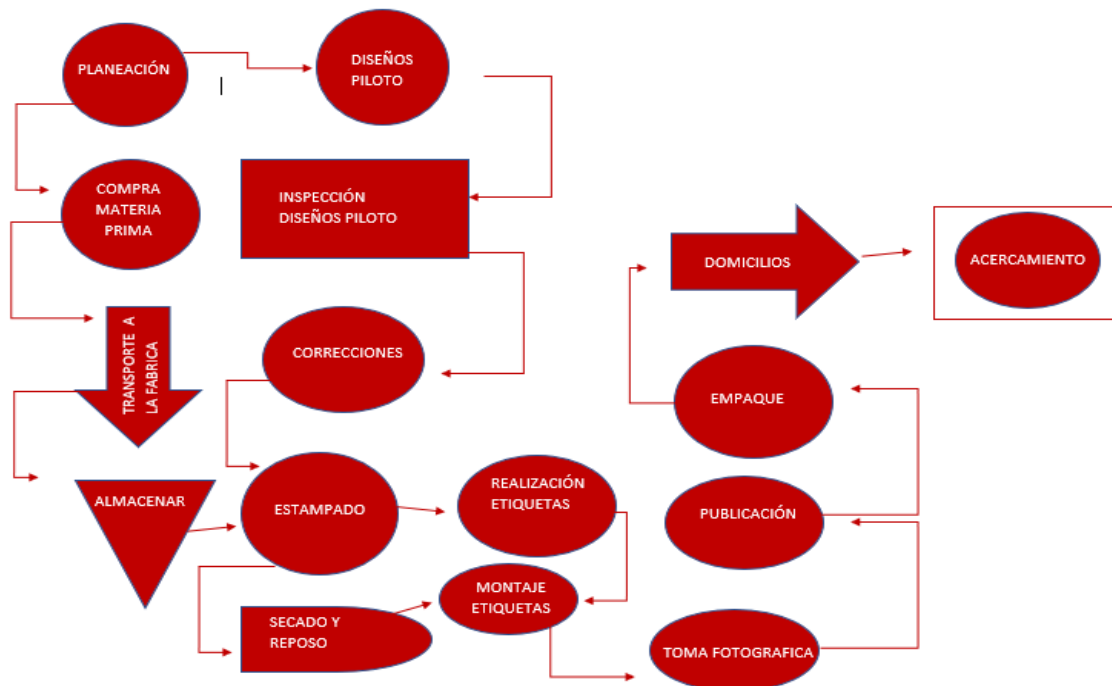 PLANEACIÓN
DISEÑOS
PILOTO
COMPRA
MATERIA
PRIMA
INSPECCIÓN
DISEÑOS PILOTO
DOMICILIOS
ACERCAMIENTO
TRANSPORTE A
LA FABRICA
CORRECCIONES
EMPAQUE
ALMACENAR
ESTAMPADO
REALIZACIÓN
ETIQUETAS
PUBLICACIÓN
SECADO Y
REPOSO
MONTAJE
ETIQUETAS
TOMA FOTOGRAFICA